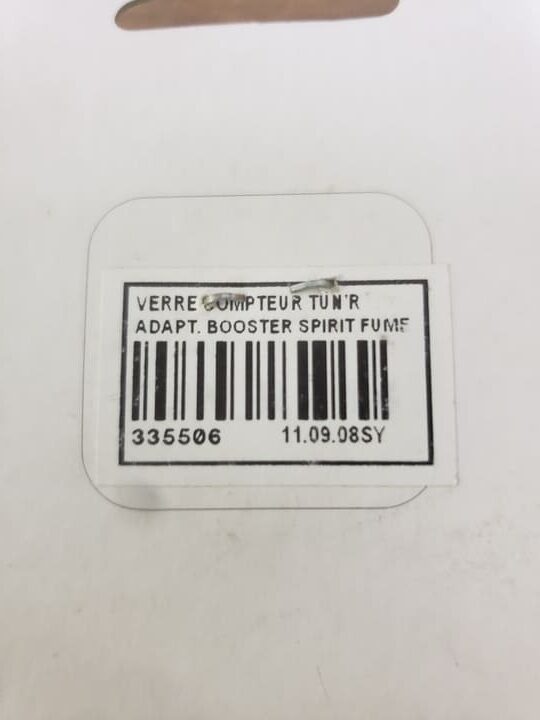 VERRE COMPTEUR TUN'R
ADAPT. BOOSTER SPIRIT FUME
335506 11.09.08SY